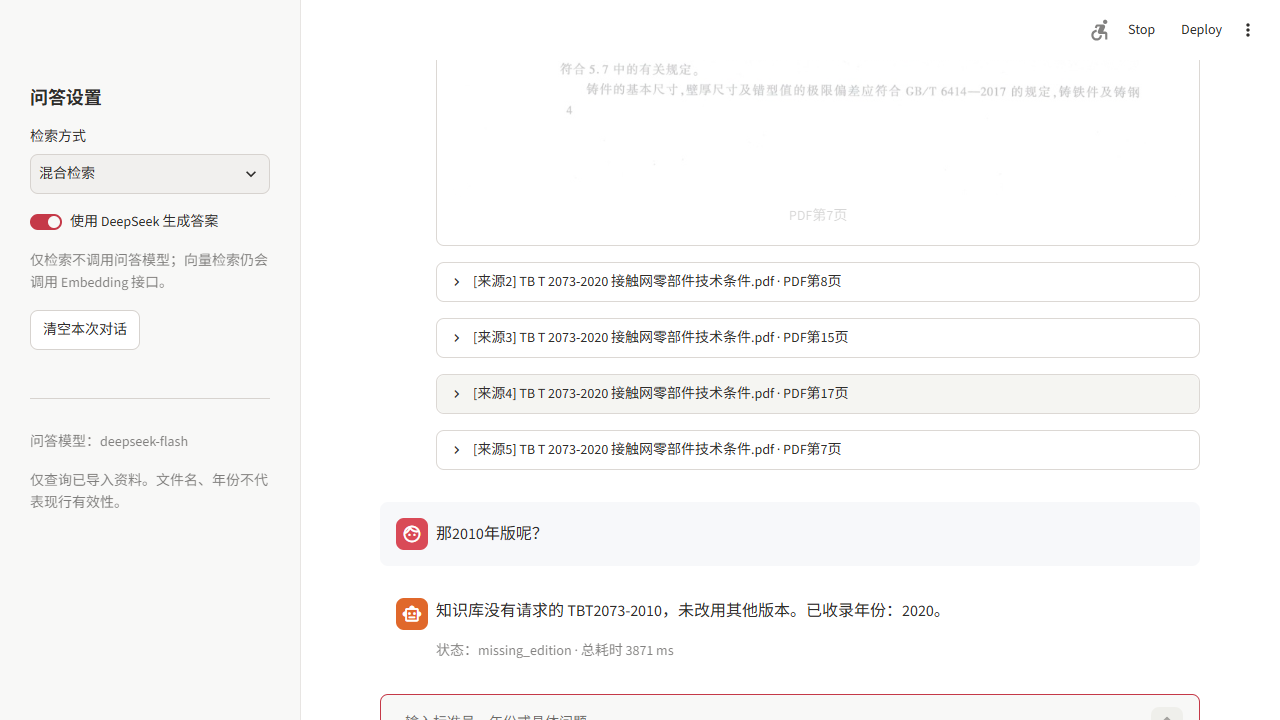 Stop
Deploy
问答设置
检索方式
混合检索
使用 DeepSeek 生成答案
仅检索不调用问答模型；向量检索仍会
调用 Embedding 接口。
清空本次对话
问答模型：deepseek-flash
仅查询已导入资料。文件名、年份不代
表现行有效性。
符合 5.7 中的有关规定。
铸件的基本尺寸,壁厚尺寸及错型值的极限偏差应符合 GB/T 6414—2017 的规定,铸铁件及铸钢
4
PDF第7页
[来源2] TB T 2073-2020 接触网零部件技术条件.pdf · PDF第8页
[来源3] TB T 2073-2020 接触网零部件技术条件.pdf · PDF第15页
[来源4] TB T 2073-2020 接触网零部件技术条件.pdf · PDF第17页
[来源5] TB T 2073-2020 接触网零部件技术条件.pdf · PDF第7页
那2010年版呢？
知识库没有请求的 TBT2073-2010，未改用其他版本。已收录年份：2020。
状态：missing_edition · 总耗时 3871 ms
输入标准号、年份或具体问题